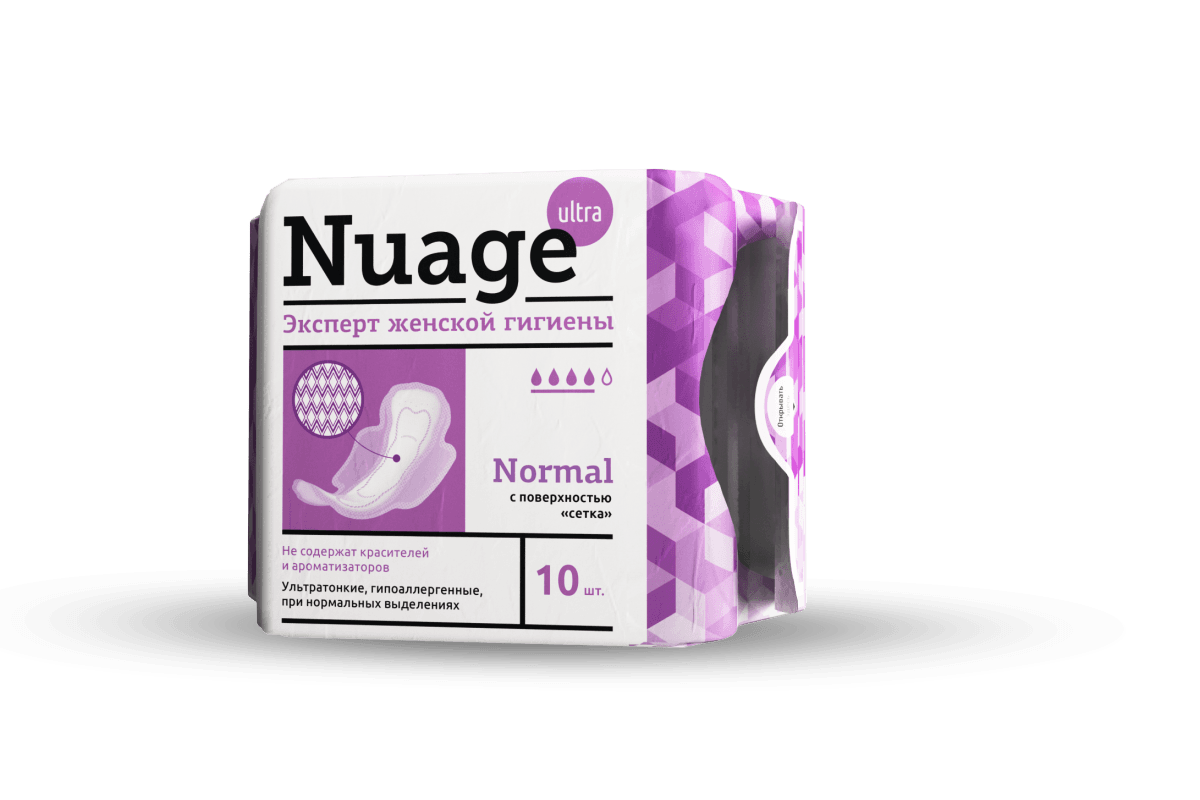 ultra
Nuage
Эксперт женской гигиены
Normal
с поверхностью
«сетка»
Не содержат красителей
и ароматизаторов
Ультратонкие, гипоаллергенные,
при нормальных выделениях
10 шт.
Открывать